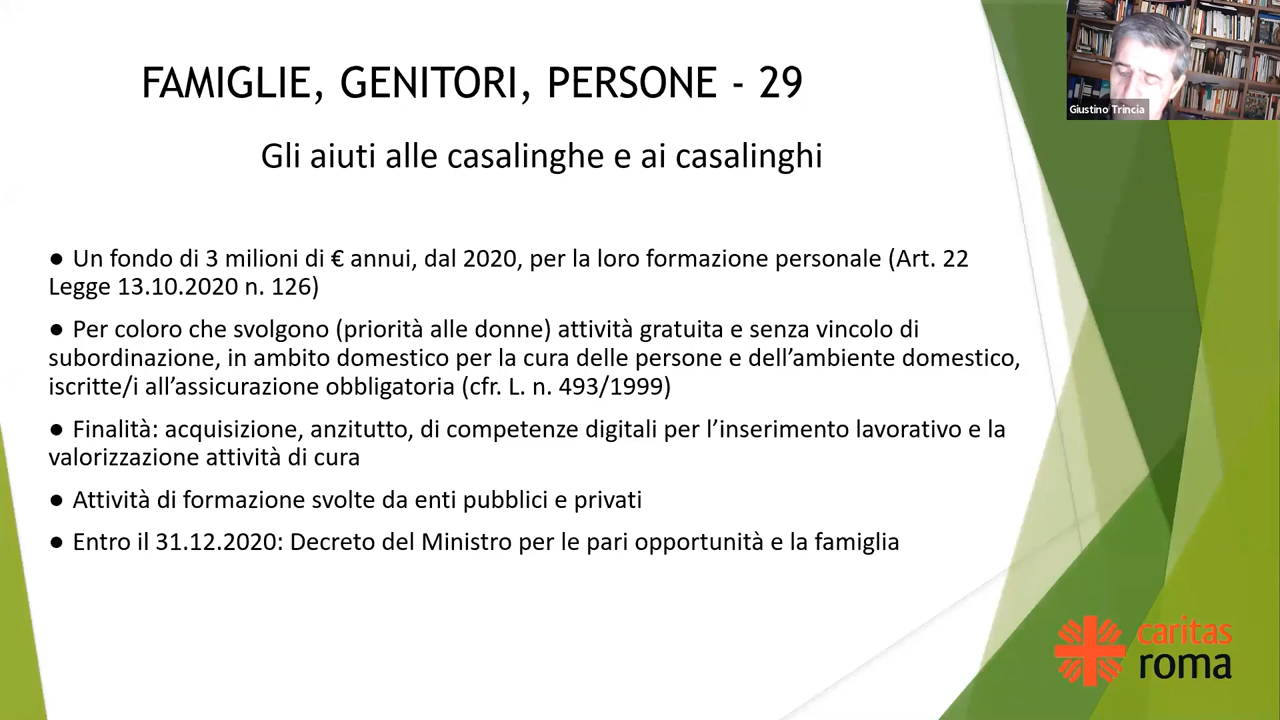 FAMIGLIE, GENITORI, PERSONE - 29
Giustino Trincia
Gli aiuti alle casalinghe e ai casalinghi
● Un fondo di 3 milioni di € annui, dal 2020, per la loro formazione personale (Art. 22
Legge 13.10.2020 n. 126)
● Per coloro che svolgono (priorità alle donne) attività gratuita e senza vincolo di
subordinazione, in ambito domestico per la cura delle persone e dell’ambiente domestico,
iscritte/i all’assicurazione obbligatoria (cfr. L. n. 493/1999)
● Finalità: acquisizione, anzitutto, di competenze digitali per l’inserimento lavorativo e la
valorizzazione attività di cura
● Attività di formazione svolte da enti pubblici e privati
● Entro il 31.12.2020: Decreto del Ministro per le pari opportunità e la famiglia
caritas
roma